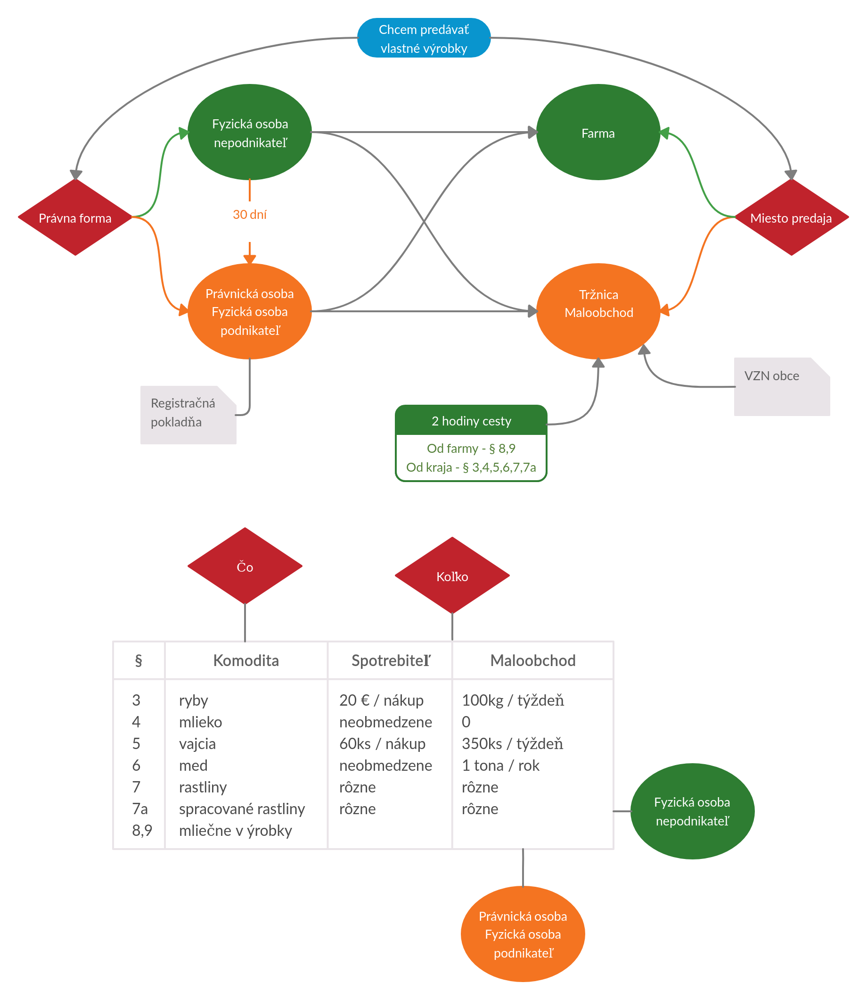 Chcem predávať
vlastné výrobky
Fyzická osoba
nepodnikateľ
Farma
Právna forma
30 dní
Miesto predaja
Právnická osoba
Fyzická osoba
podnikateľ
Tržnica
Maloobchod
Registračná
pokladňa
VZN obce
2 hodiny cesty
Od farmy - § 8,9
Od kraja - § 3,4,5,6,7,7a
Čo
Koľko
§ Komodita Spotrebiteľ Maloobchod
3 ryby 20 € / nákup 100kg / týždeň
4 mlieko neobmedzene 0
5 vajcia 60ks / nákup 350ks / týždeň
6 med neobmedzene 1 tona / rok
7 rastliny rôzne rôzne
7a spracované rastliny rôzne rôzne
8,9 mliečne v ýrobky
Fyzická osoba
nepodnikateľ
Právnická osoba
Fyzická osoba
podnikateľ